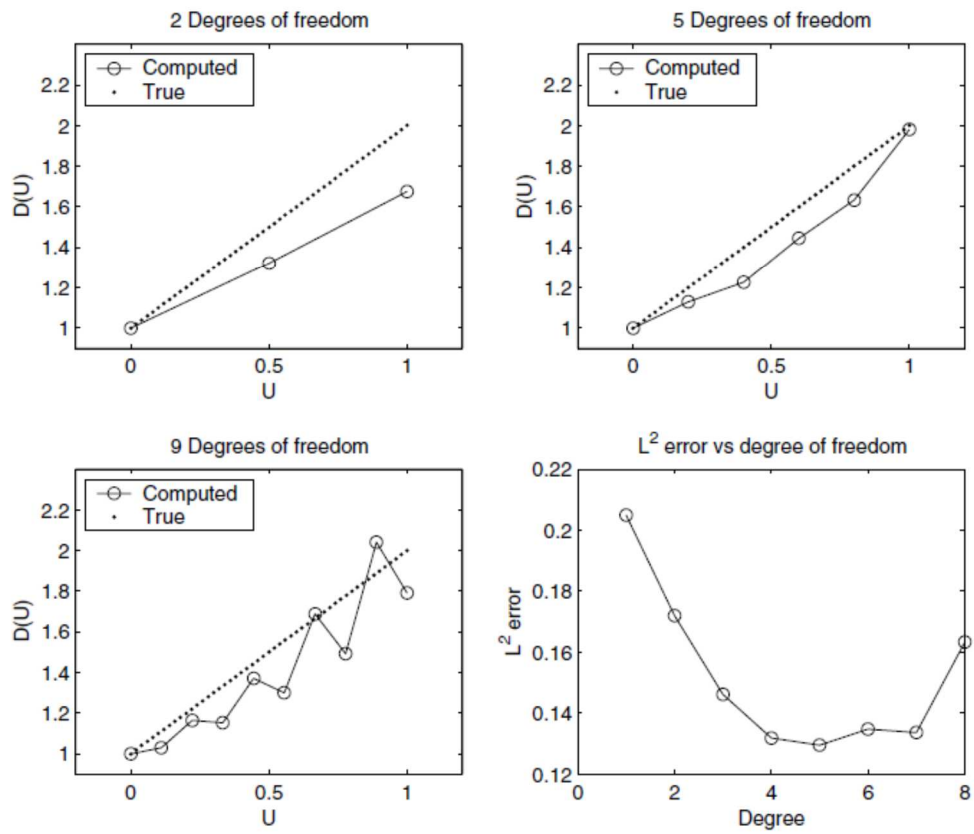 2 Degrees of freedom
Computed
True
2.2
2
1.8
1.6
1.4
1.2
1
D(U)
0
0.5
1
U
5 Degrees of freedom
Computed
True
2.2
2
1.8
1.6
1.4
1.2
1
D(U)
0
0.5
1
U
9 Degrees of freedom
Computed
True
2.2
2
1.8
1.6
1.4
1.2
1
D(U)
0
0.5
1
U
L² error vs degree of freedom
0.22
0.2
0.18
0.16
0.14
0.12
L² error
2
4
6
8
Degree